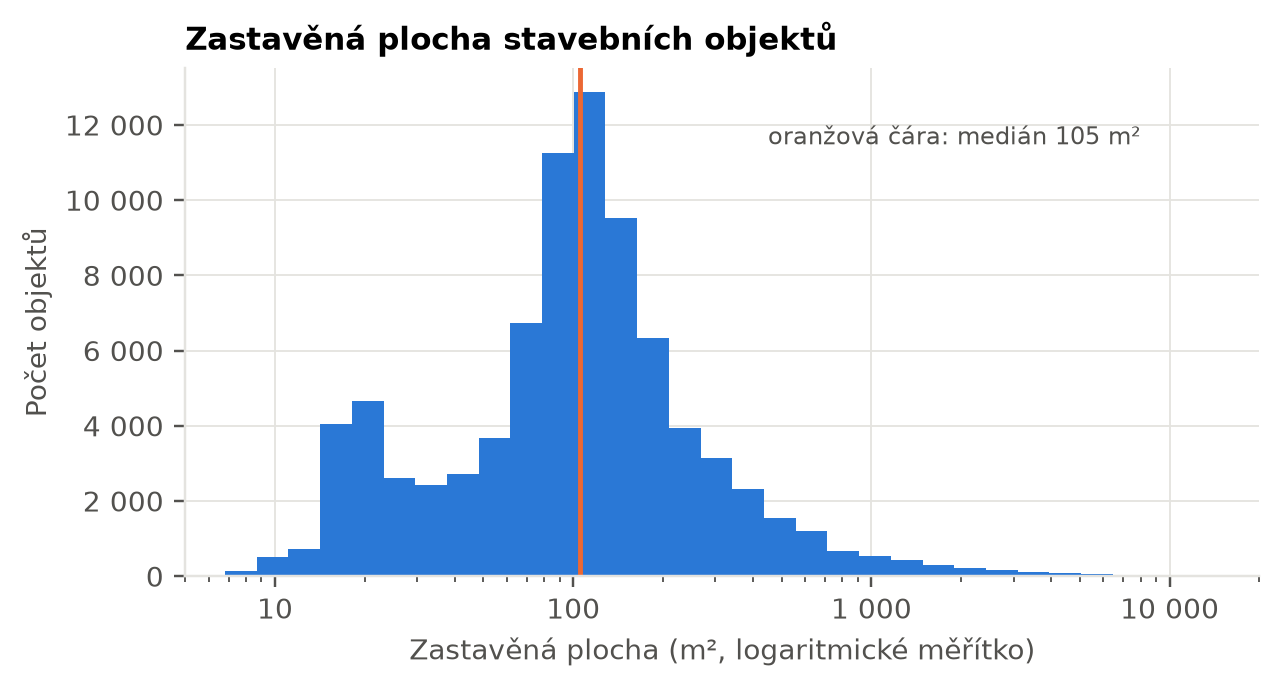 Zastavěná plocha stavebních objektů
12 000
10 000
8 000
6 000
4 000
2 000
0
Počet objektů
oranžová čára: medián 105 m²
10
100
1 000
10 000
Zastavěná plocha (m², logaritmické měřítko)